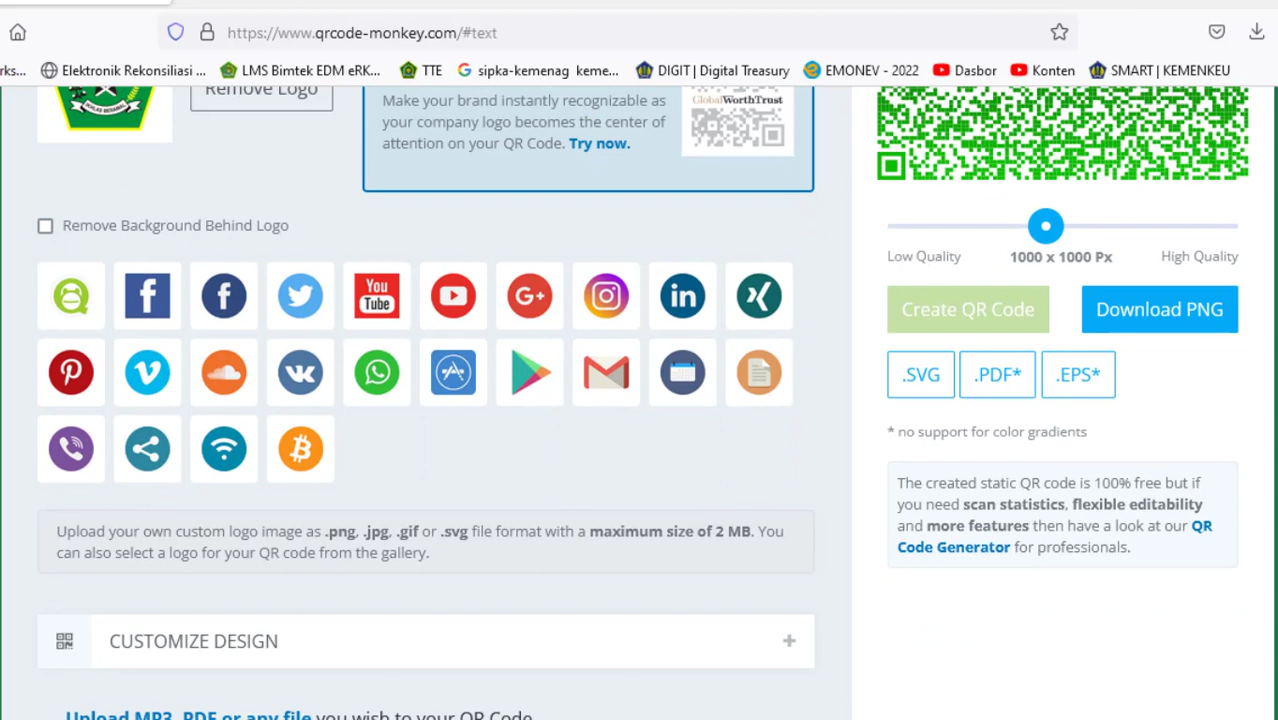 https://www.qrcode-monkey.com/#text
rks...
Elektronik Rekonsiliasi ...
LMS Bimtek EDM eRK...
TTE
sipka-kemenag keme...
DIGIT | Digital Treasury
EMONEV - 2022
Dasbor
Konten
SMART | KEMENKEU
IKHLAS BERAMAL
Remove Logo
Make your brand instantly recognizable as
your company logo becomes the center of
attention on your QR Code. Try now.
GlobalWorthTrust
Remove Background Behind Logo
You
Tube
Upload your own custom logo image as .png, .jpg, .gif or .svg file format with a maximum size of 2 MB. You
can also select a logo for your QR code from the gallery.
CUSTOMIZE DESIGN
Upload MP3, PDF or any file you wish to your QR Code.
Low Quality
1000 x 1000 Px
High Quality
Create QR Code
Download PNG
.SVG
.PDF*
.EPS*
* no support for color gradients
The created static QR code is 100% free but if
you need scan statistics, flexible editability
and more features then have a look at our QR
Code Generator for professionals.